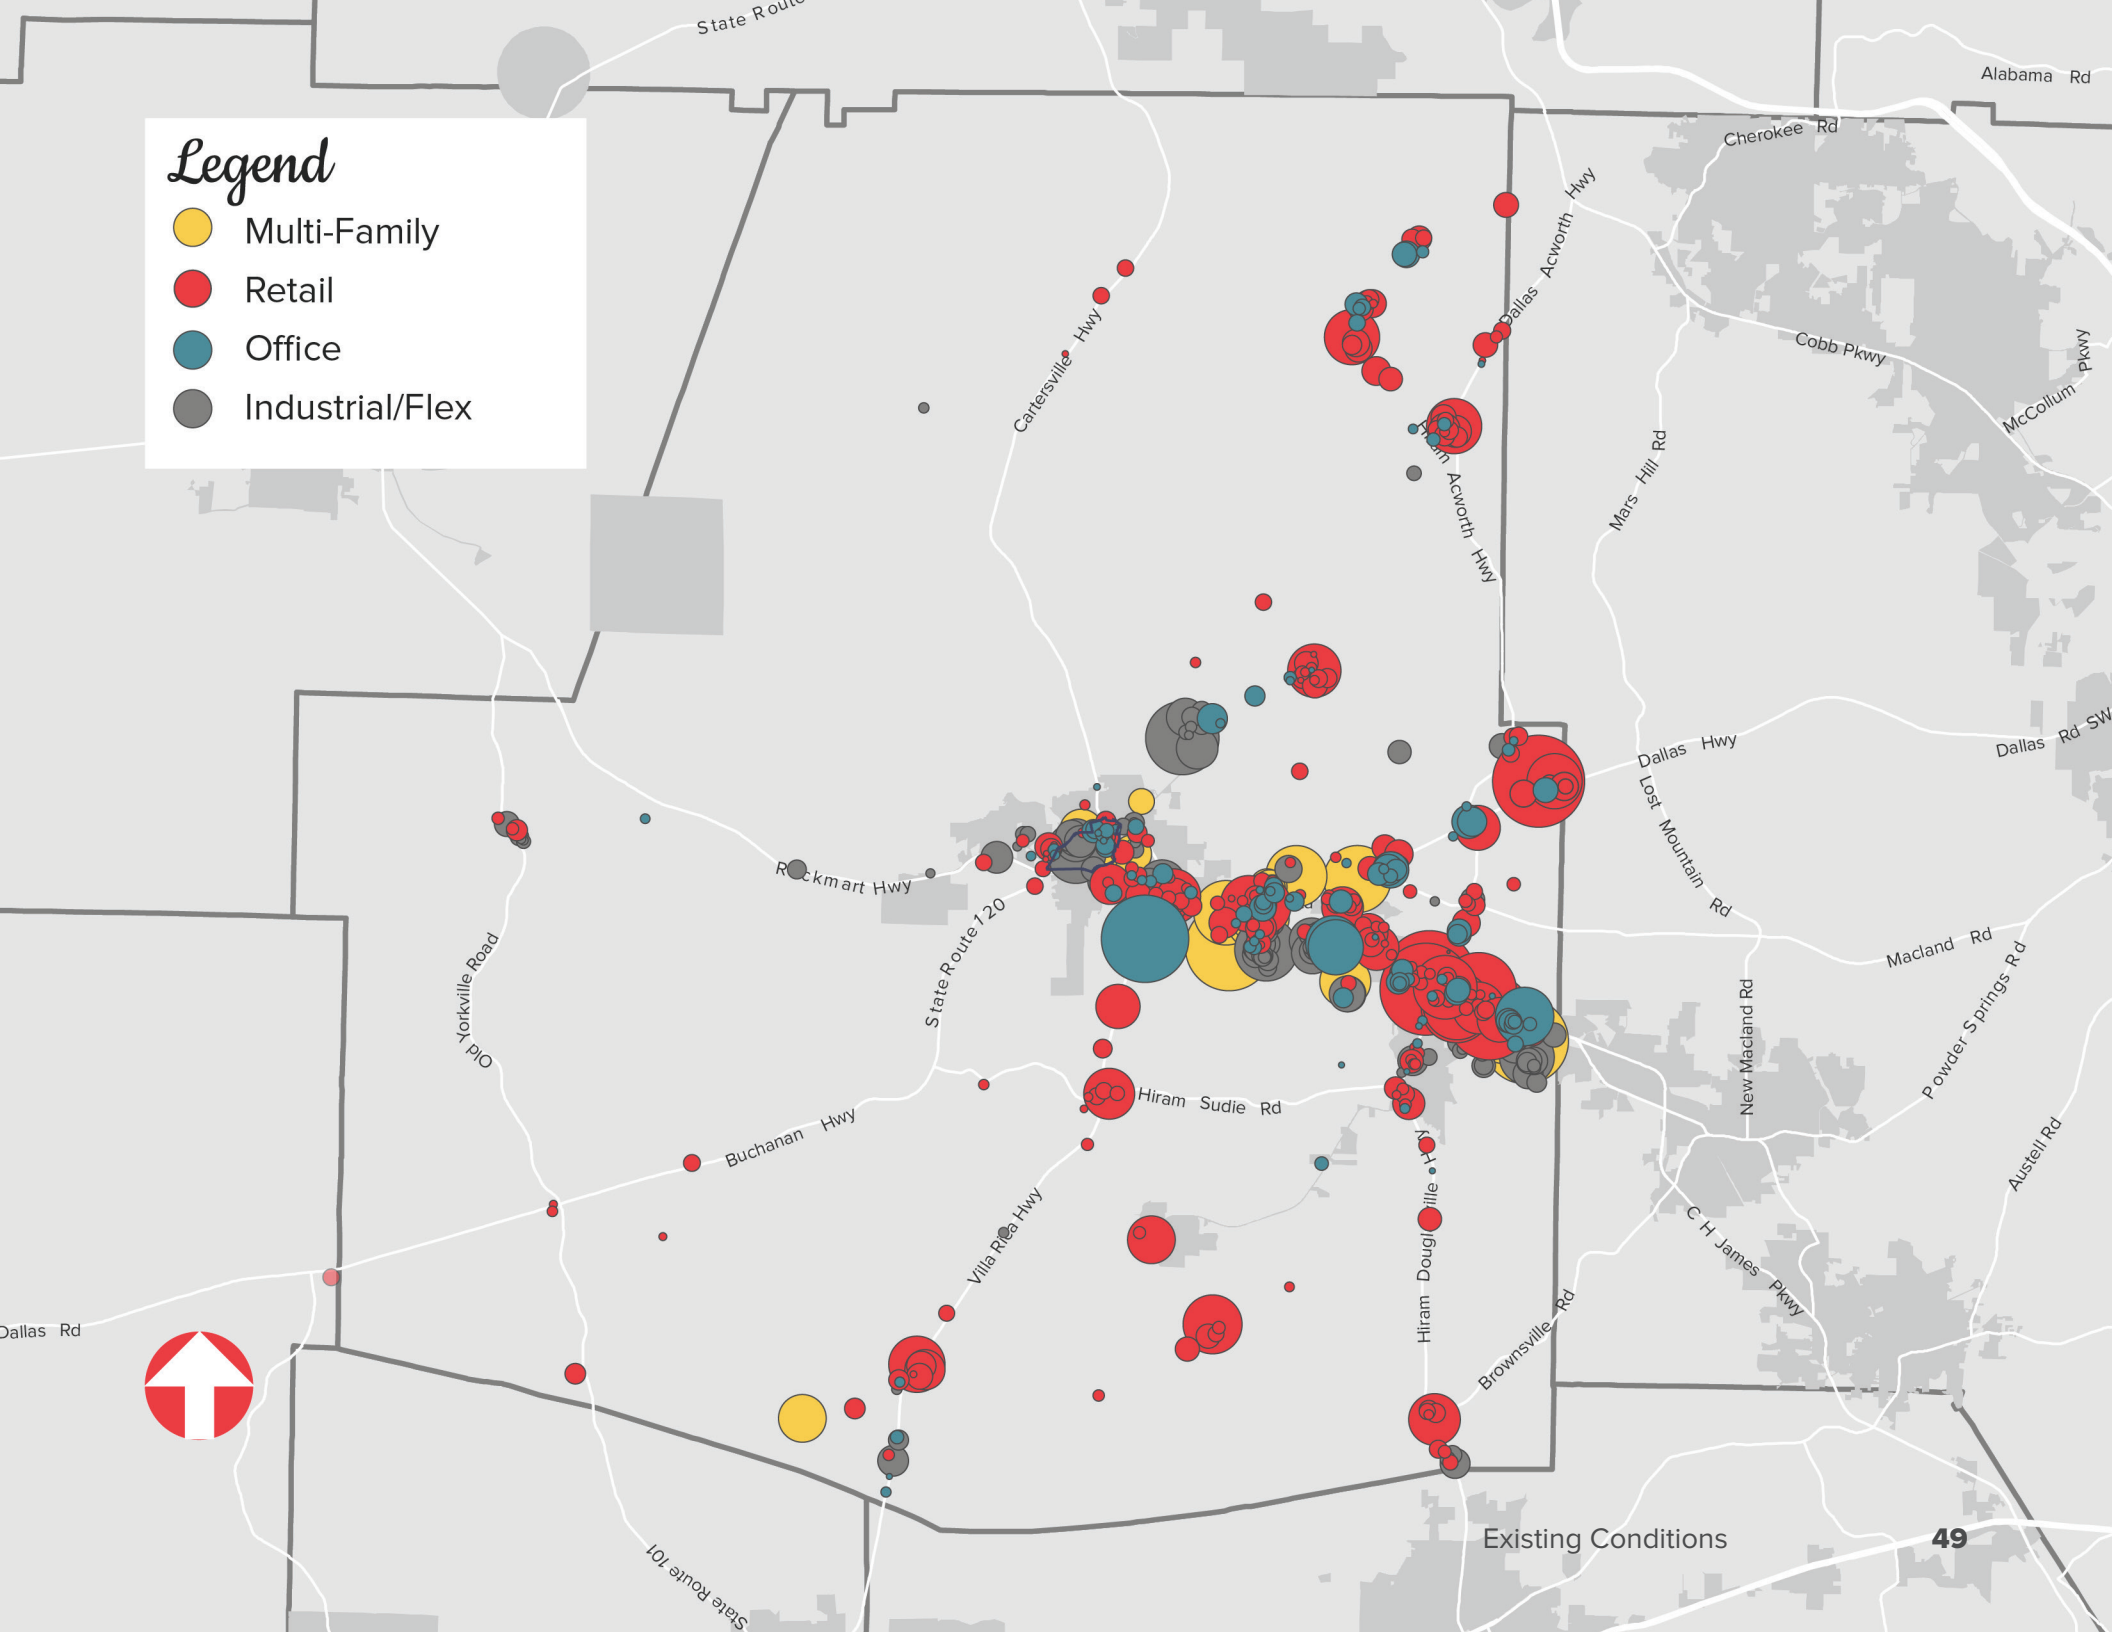 State Route
Alabama Rd
Cherokee Rd
Legend
Multi-Family
Retail
Office
Industrial/Flex
Dallas Acworth Hwy
Cartersville Hwy
Cobb Pkwy
Pkwy
McCollum
Acworth Hwy
Mars Hill Rd
Dallas Hwy
Dallas Rd SW
Lost Mountain Rd
Rockmart Hwy
State Route 120
Macland Rd
Old Yorkville Road
New Macland Rd
Powder Springs Rd
Buchanan Hwy
Hiram Sudie Rd
Austell Rd
Villa Rica Hwy
Hiram Douglasville Hwy
C H James Pkwy
Dallas Rd
Brownsville Rd
State Route 101
Existing Conditions 49